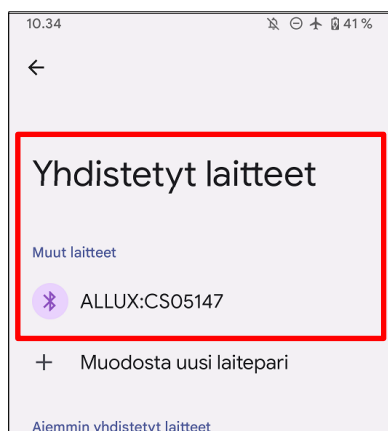 10.34 41 %
Yhdistetyt laitteet
Muut laitteet
ALLUX:CS05147
+ Muodosta uusi laitepari
Aiemmin yhdistetyt laitteet